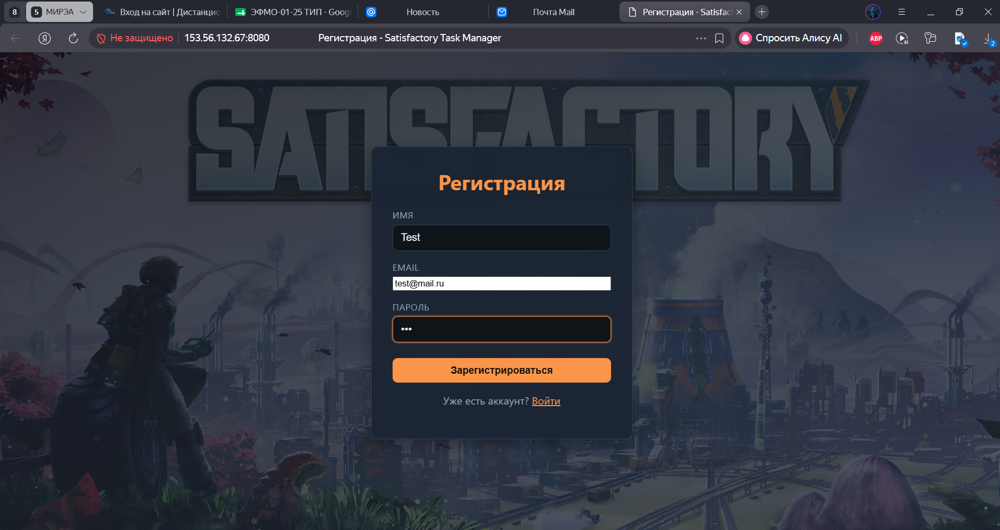 8
5 МИРЭА
Вход на сайт | Дистанцио
ЭФМО-01-25 ТИП - Goog
Новость
Почта Mail
Регистрация - Satisfac
Не защищено
153.56.132.67:8080
Регистрация - Satisfactory Task Manager
Спросить Алису AI
ABP
2
SATISFACTORY
Регистрация
ИМЯ
Test
EMAIL
test@mail.ru
ПАРОЛЬ
•••
Зарегистрироваться
Уже есть аккаунт? Войти